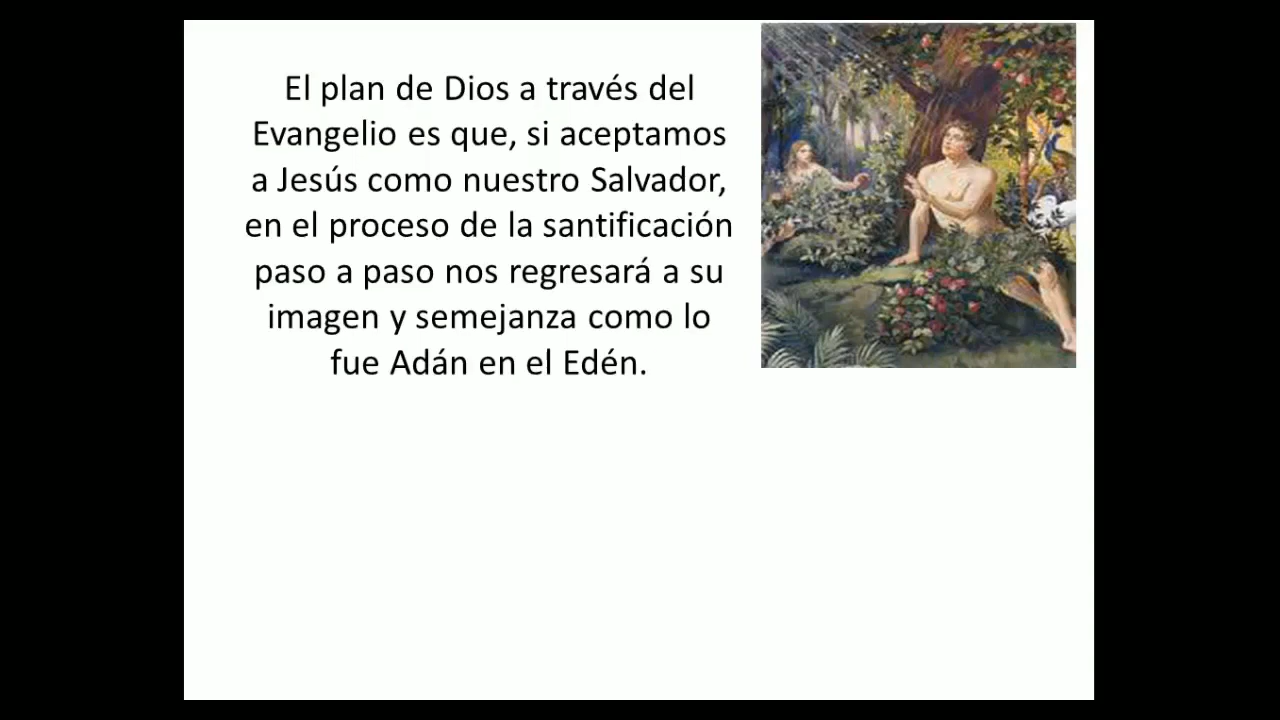 El plan de Dios a través del
Evangelio es que, si aceptamos
a Jesús como nuestro Salvador,
en el proceso de la santificación
paso a paso nos regresará a su
imagen y semejanza como lo
fue Adán en el Edén.